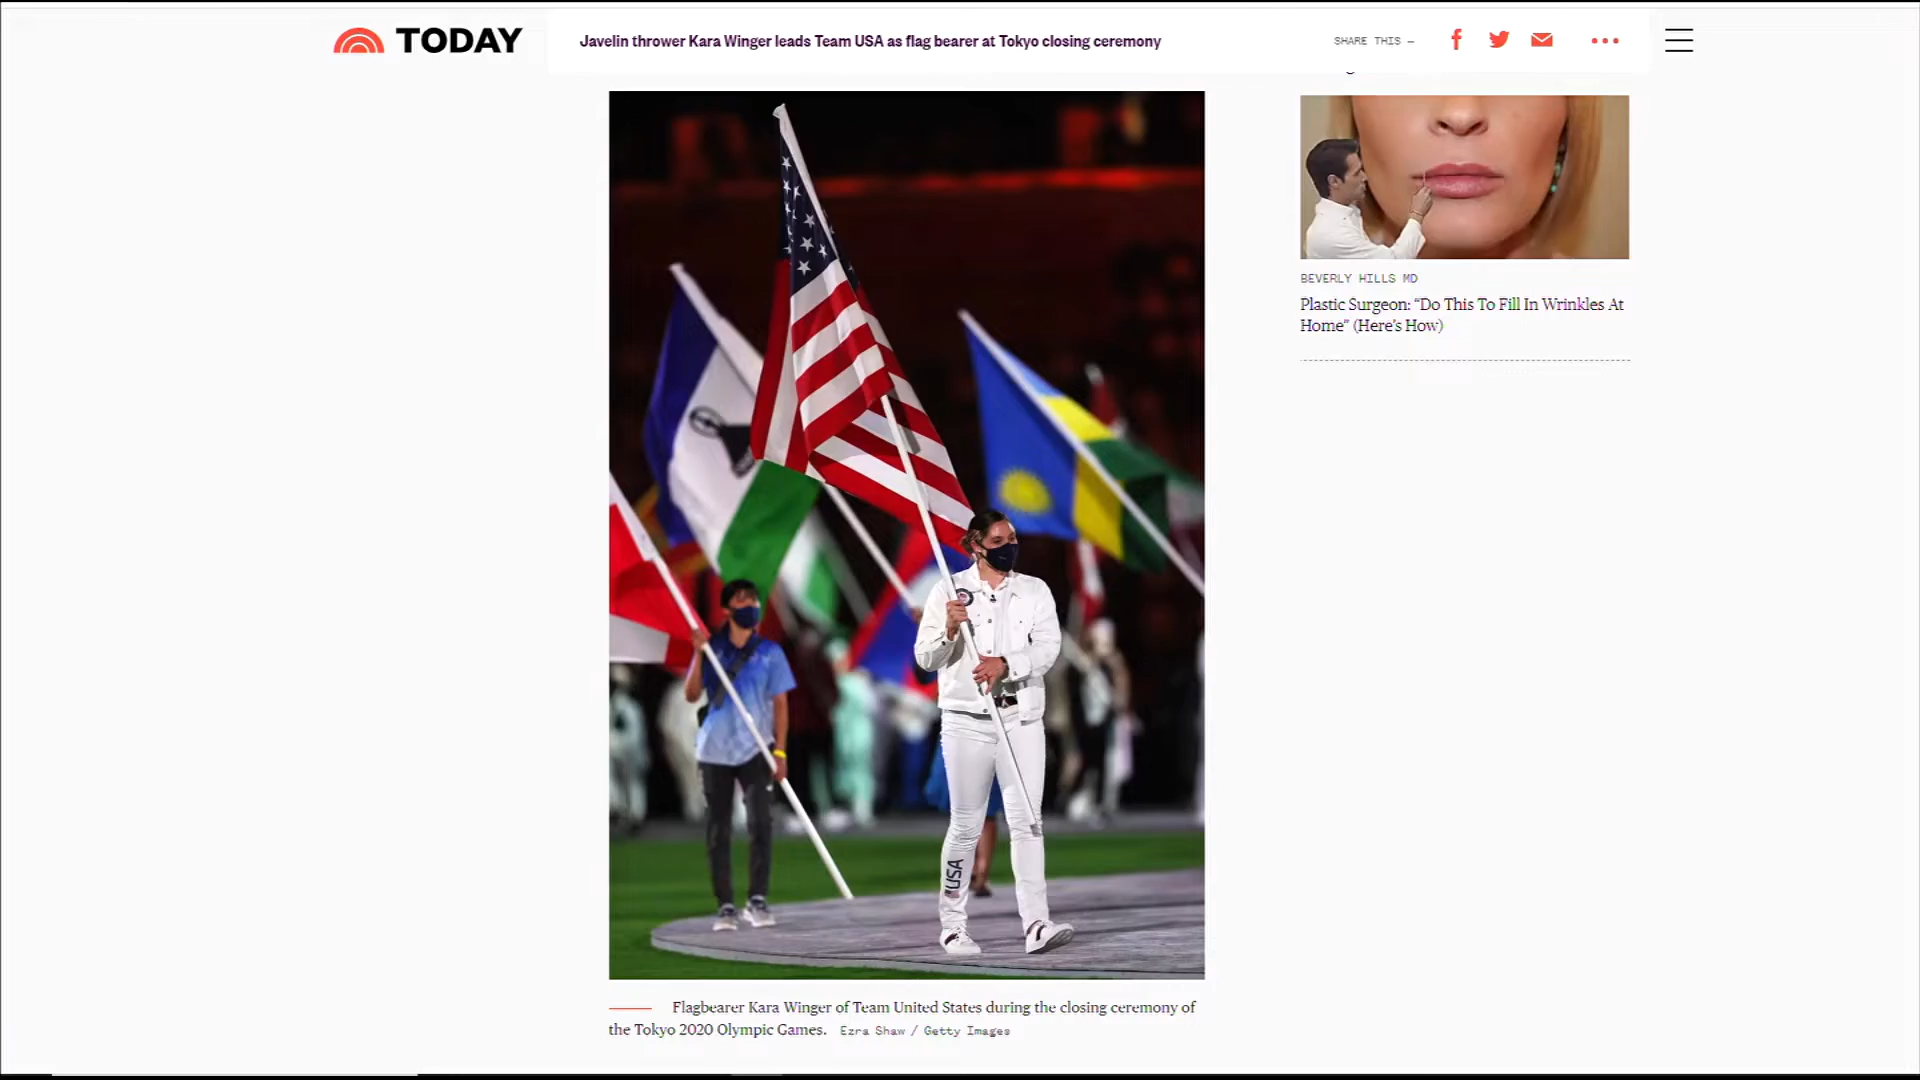 TODAY
Javelin thrower Kara Winger leads Team USA as flag bearer at Tokyo closing ceremony
SHARE THIS —
BEVERLY HILLS MD
Plastic Surgeon: “Do This To Fill In Wrinkles At
Home” (Here’s How)
USA
Flagbearer Kara Winger of Team United States during the closing ceremony of
the Tokyo 2020 Olympic Games. Ezra Shaw / Getty Images